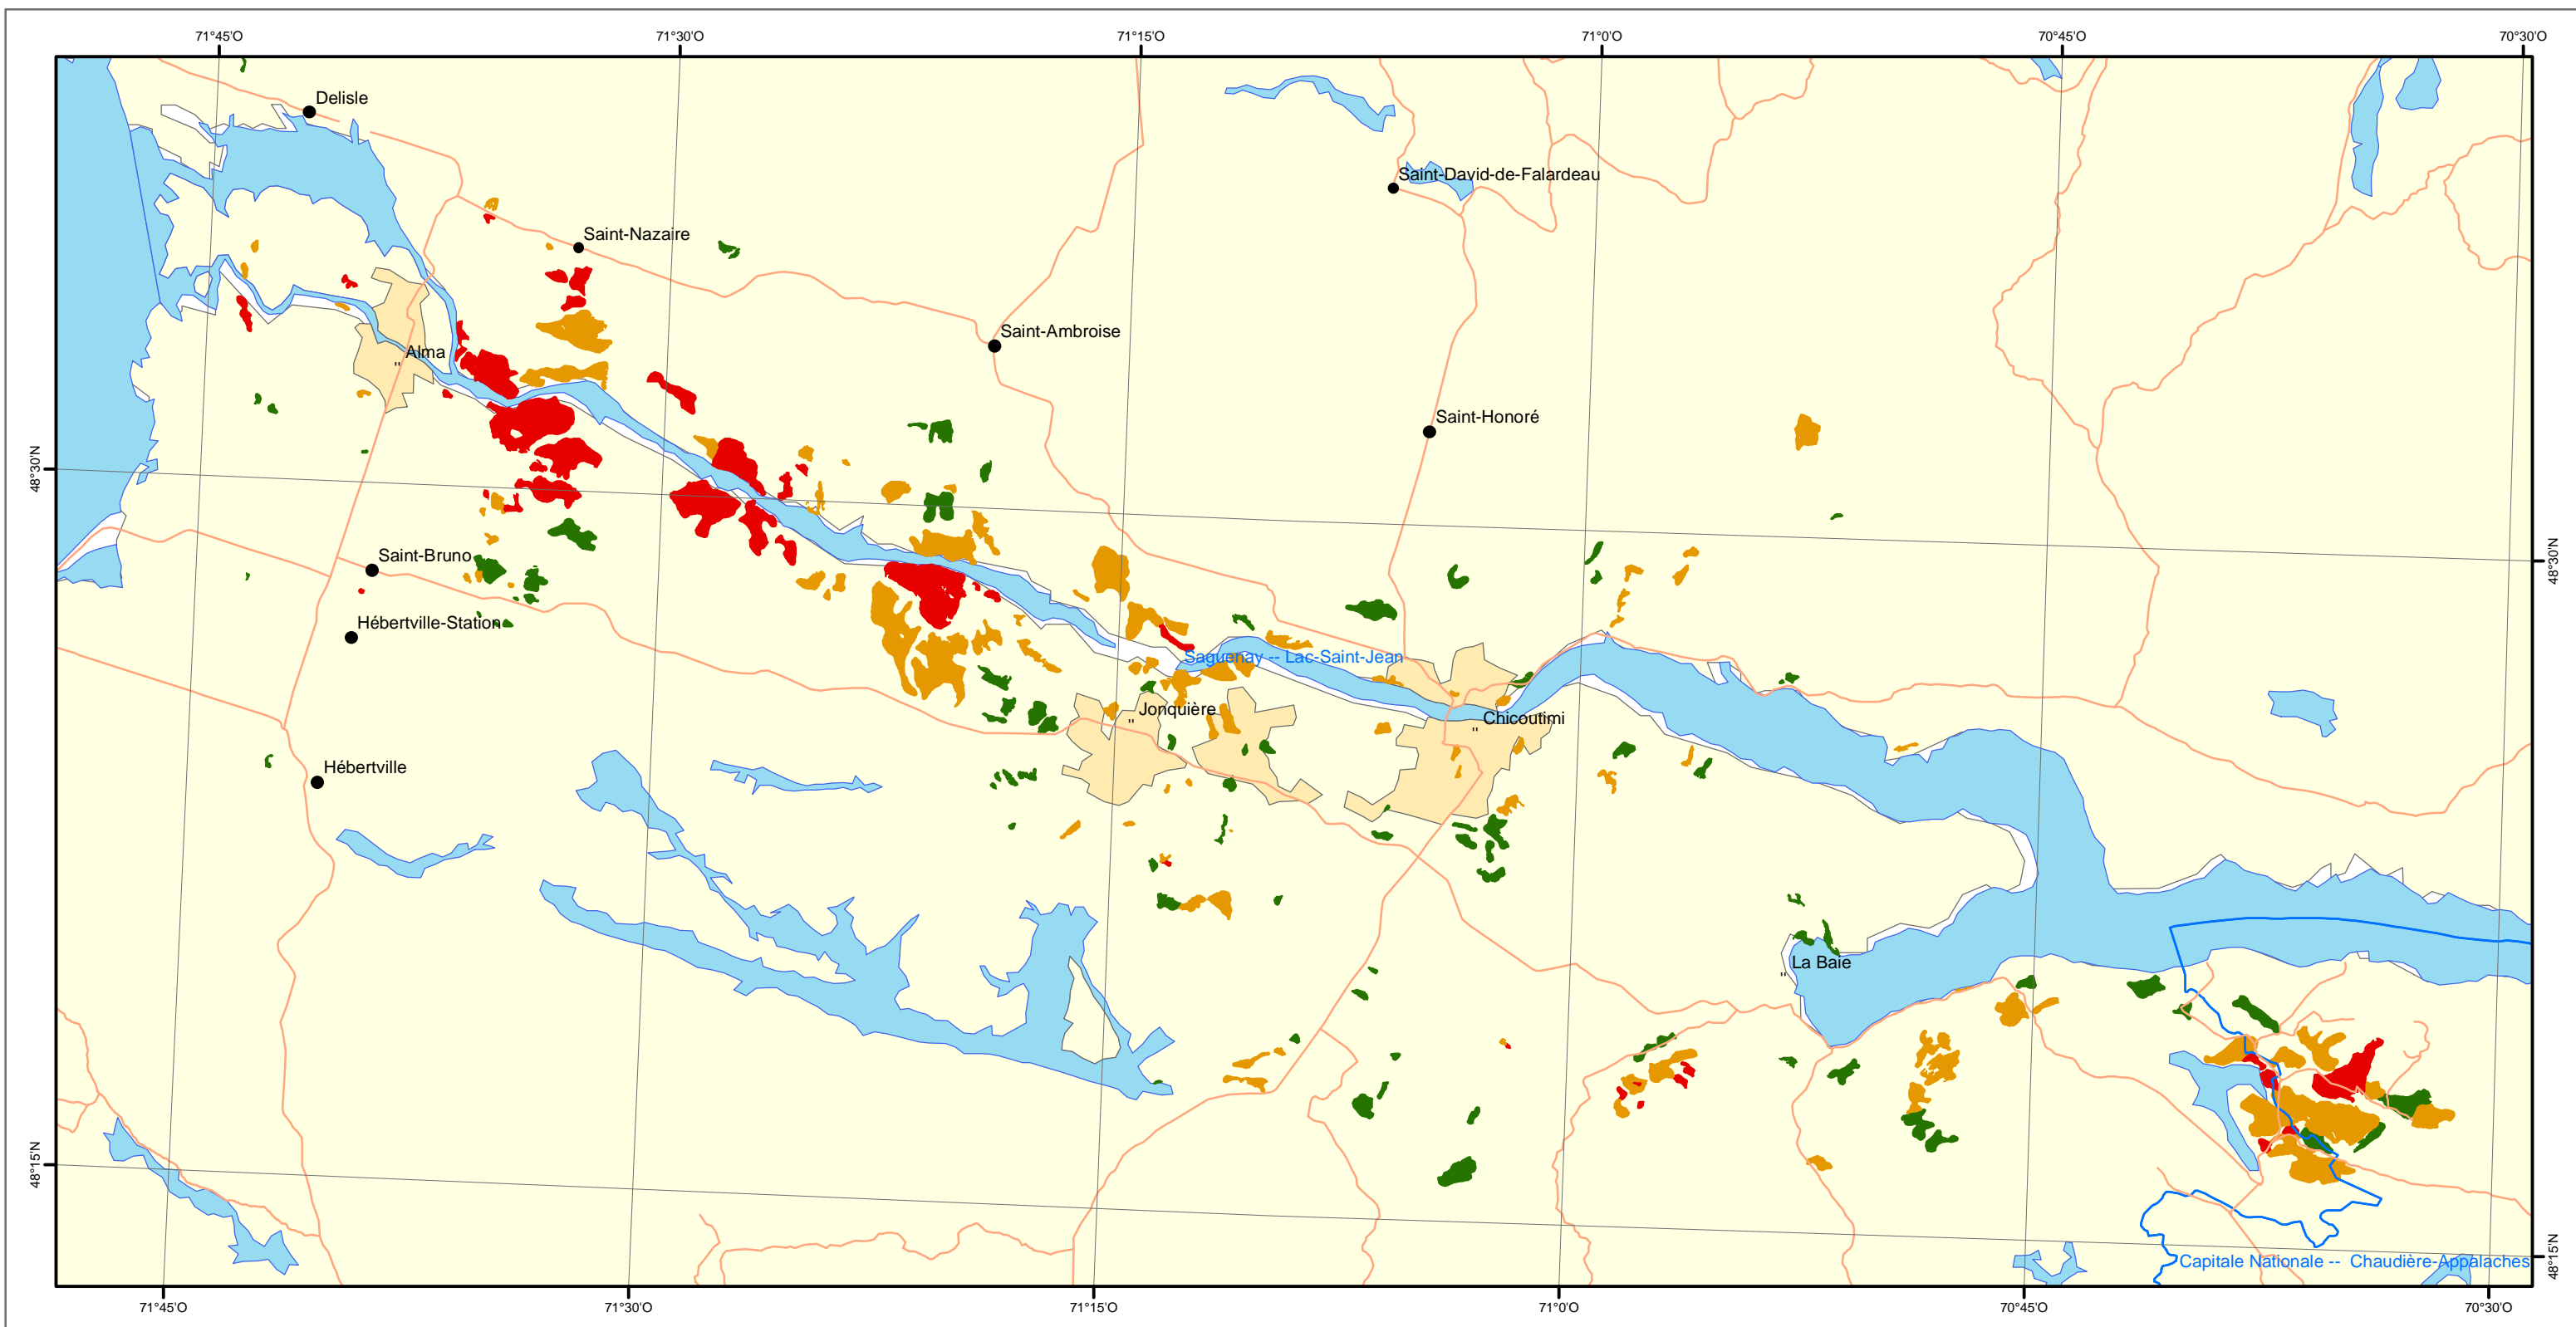 71°45'O
71°30'O
71°15'O
71°0'O
70°45'O
70°30'O
Delisle
Saint-David-de-Falardeau
Saint-Nazaire
Saint-Ambroise
" Alma
Saint-Honoré
48°30'N
48°30'N
Saint-Bruno
Hébertville-Station
Saguenay -- Lac-Saint-Jean
" Jonquière
" Chicoutimi
Hébertville
" La Baie
48°15'N
48°15'N
Capitale Nationale -- Chaudière-Appalaches
71°45'O
71°30'O
71°15'O
71°0'O
70°45'O
70°30'O